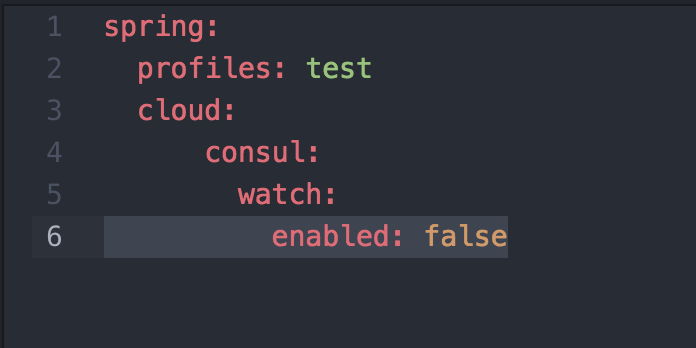 1 spring:
2   profiles: test
3   cloud:
4       consul:
5         watch:
6           enabled: false